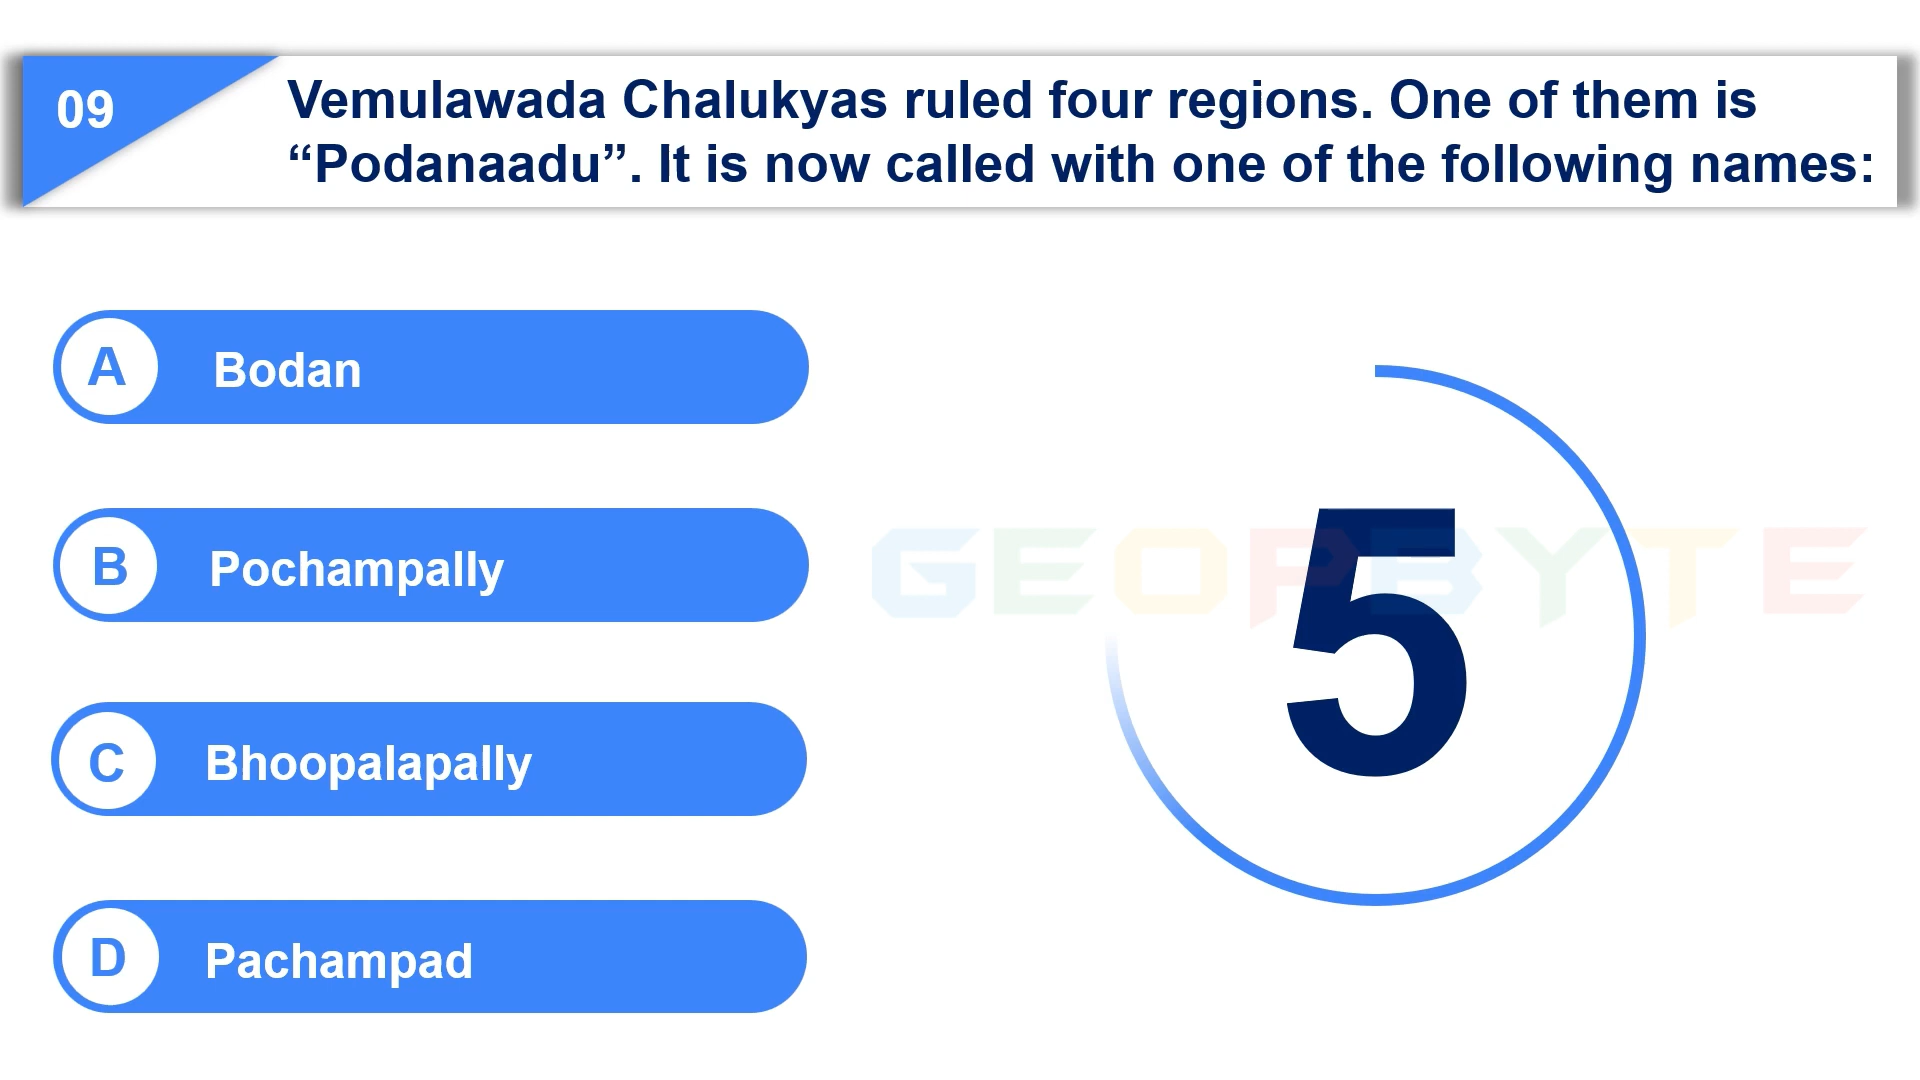 09
Vemulawada Chalukyas ruled four regions. One of them is
“Podanaadu”. It is now called with one of the following names:
A Bodan
B Pochampally
C Bhoopalapally
D Pachampad
5
GEOPBYTE